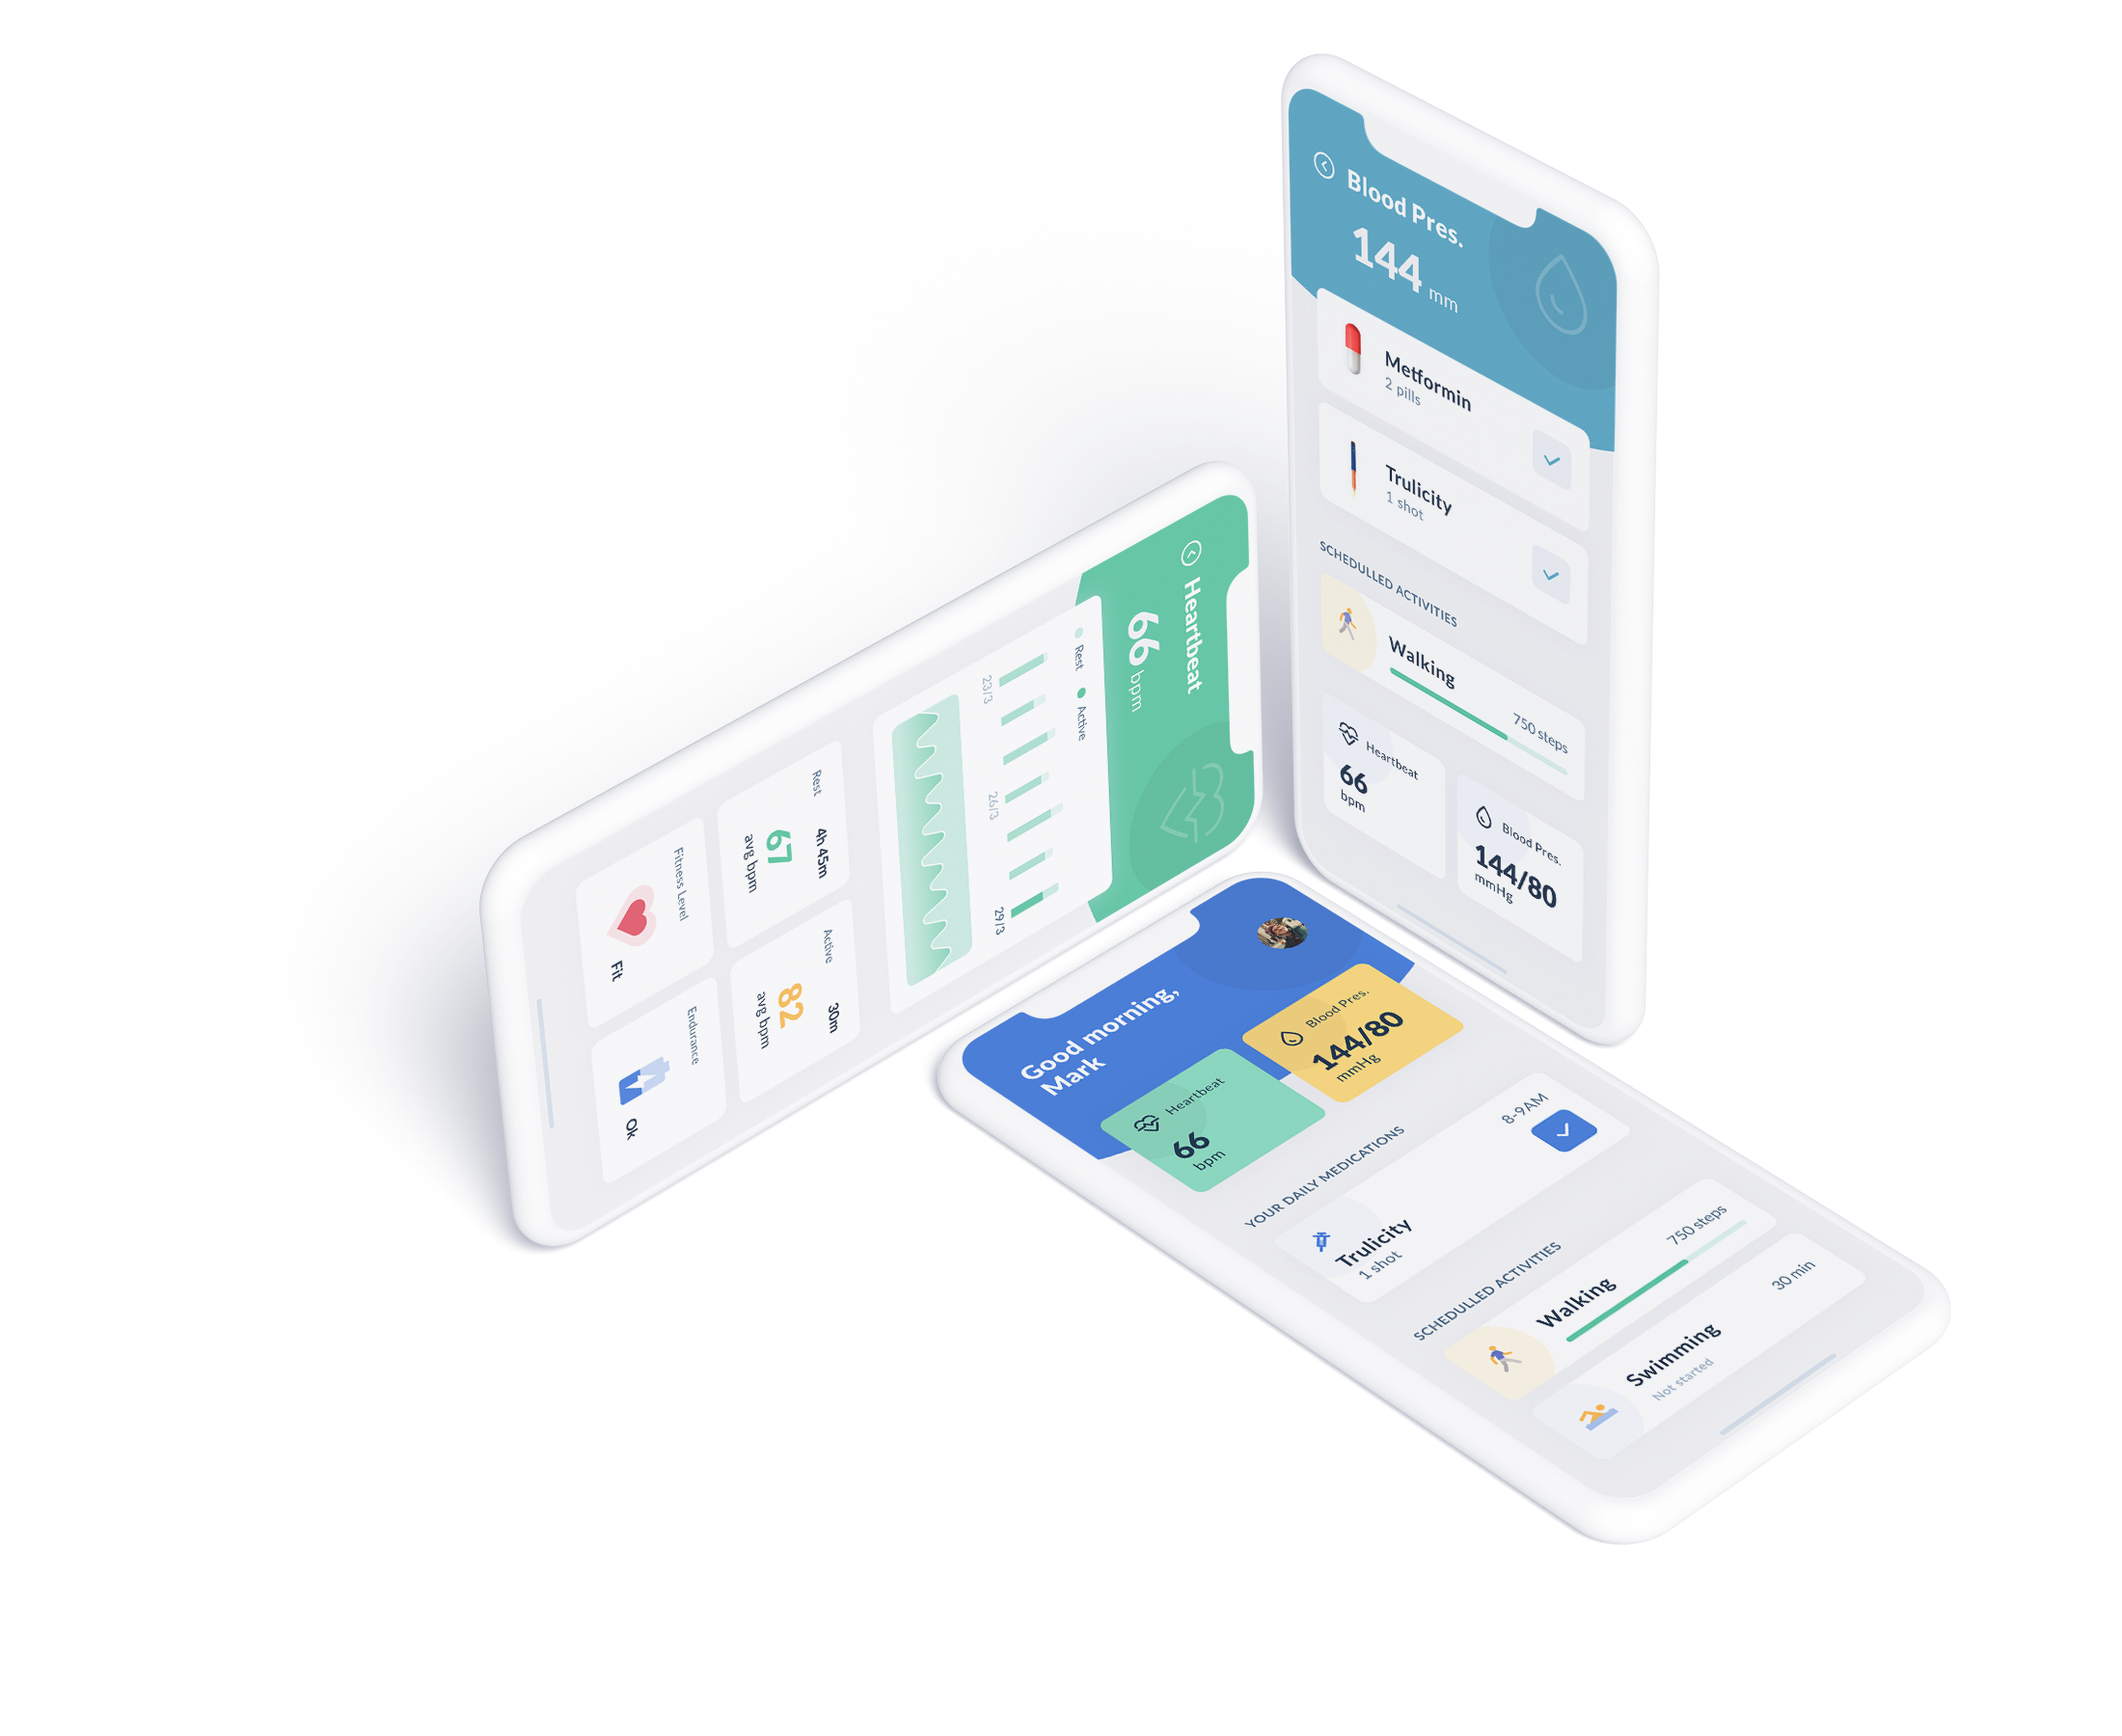 Blood Pres.
144 mm
Metformin
2 pills
Trulicity
1 shot
SCHEDULLED ACTIVITIES
Walking
750 steps
Heartbeat
66
bpm
Blood Pres.
144/80
mmHg
Heartbeat
66 bpm
Rest
Active
23/3
26/3
29/3
Rest
4h 45m
67
avg bpm
Active
30m
82
avg bpm
Fitness Level
Fit
Endurance
Ok
Good morning,
Mark
Heartbeat
66
bpm
Blood Pres.
144/80
mmHg
YOUR DAILY MEDICATIONS
8-9AM
Trulicity
1 shot
SCHEDULLED ACTIVITIES
Walking
750 steps
Swimming
Not started
30 min